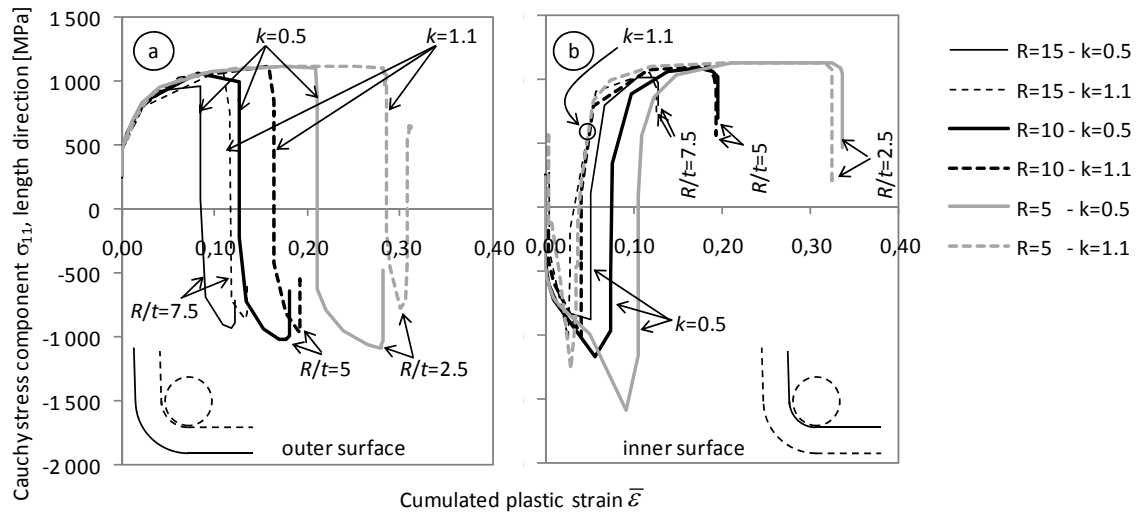 Cauchy stress component σ11, length direction [MPa]
1 500
1 000
500
0
-500
-1 000
-1 500
-2 000
a
k=0.5
k=1.1
0,00
0,10
0,20
0,30
0,40
R/t=7.5
R/t=5
R/t=2.5
outer surface
b
k=1.1
R/t=7.5
R/t=5
R/t=2.5
0,00
0,10
0,20
0,30
0,40
k=0.5
inner surface
Cumulated plastic strain ε̅
R=15 - k=0.5
R=15 - k=1.1
R=10 - k=0.5
R=10 - k=1.1
R=5 - k=0.5
R=5 - k=1.1